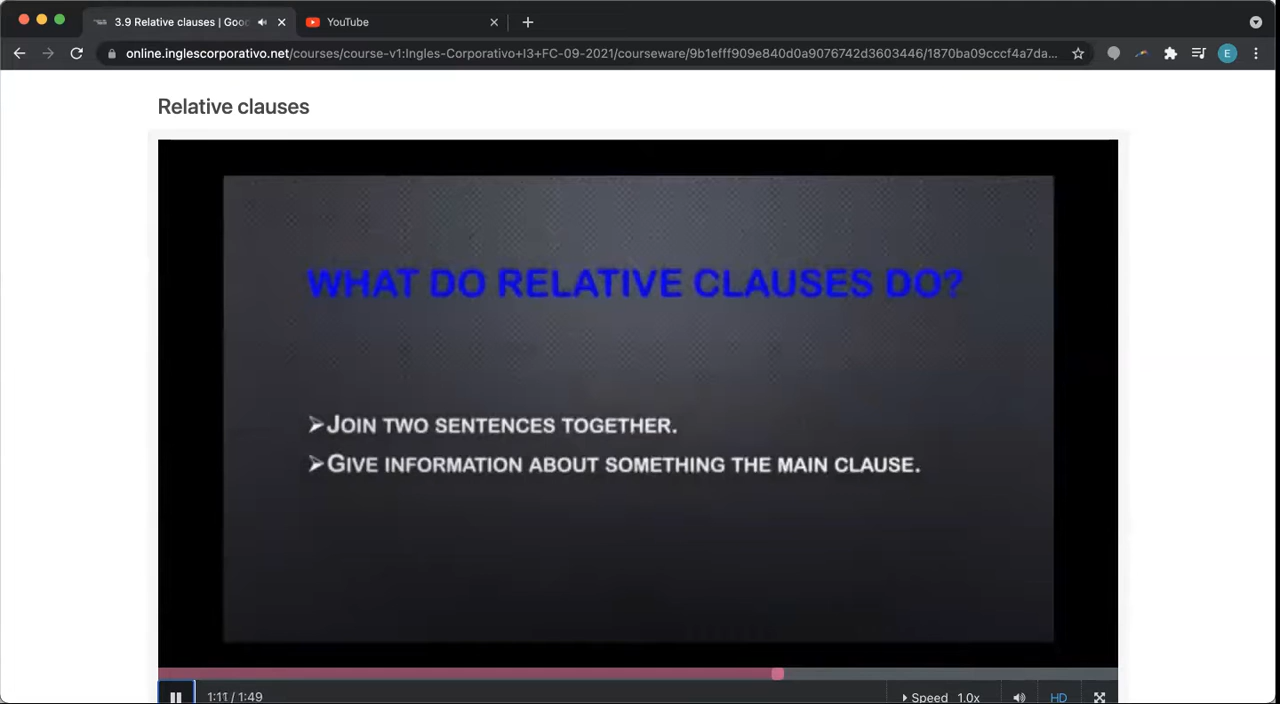 3.9 Relative clauses | Goo
YouTube
online.inglescorporativo.net/courses/course-v1:Ingles-Corporativo+I3+FC-09-2021/courseware/9b1efff909e840d0a9076742d3603446/1870ba09cccf4a7da...
E
Relative clauses
WHAT DO RELATIVE CLAUSES DO?
➢JOIN TWO SENTENCES TOGETHER.
➢GIVE INFORMATION ABOUT SOMETHING THE MAIN CLAUSE.
1:11 / 1:49
Speed 1.0x
HD